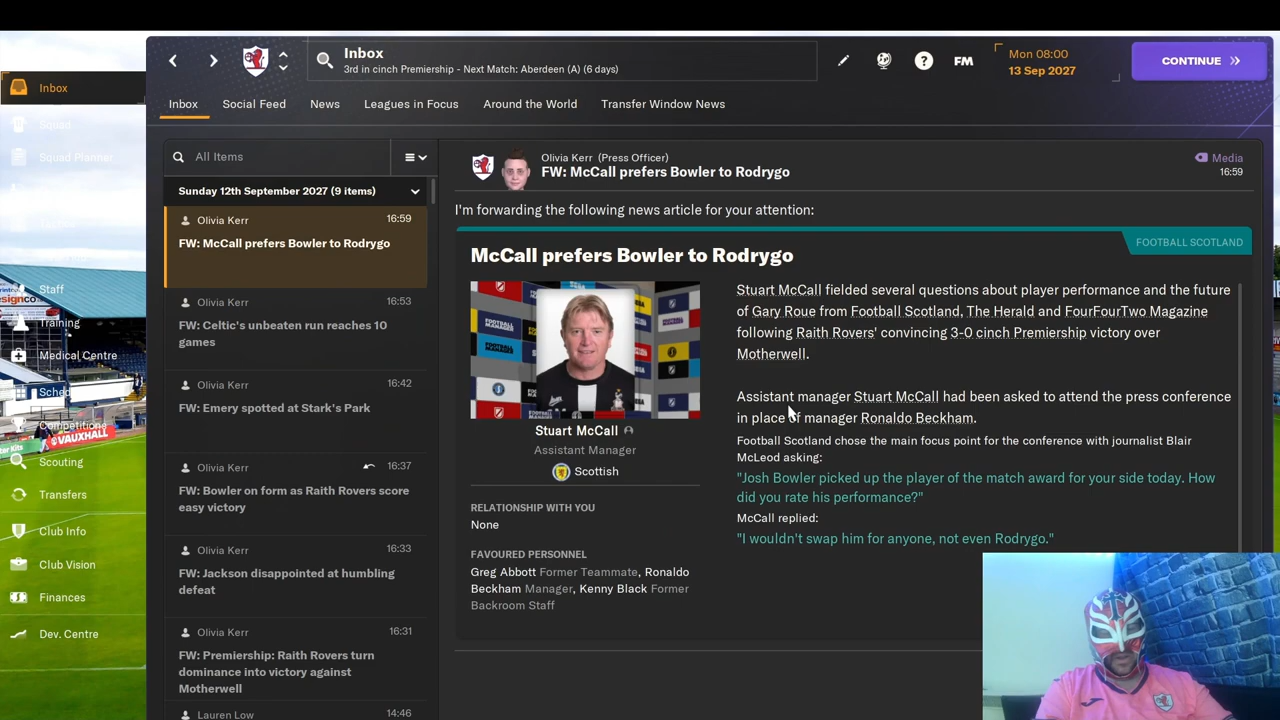 Inbox
3rd in cinch Premiership - Next Match: Aberdeen (A) (6 days)
FM
Mon 08:00
13 Sep 2027
CONTINUE
Inbox
Social Feed
News
Leagues in Focus
Around the World
Transfer Window News
Inbox
Squad
Squad Planner
Staff
Training
Medical Centre
Sched
Competitions
Scouting
Transfers
Club Info
Club Vision
Finances
Dev. Centre
VAUXHALL
All Items
Sunday 12th September 2027 (9 items)
Olivia Kerr 16:59
FW: McCall prefers Bowler to Rodrygo
Olivia Kerr 16:53
FW: Celtic's unbeaten run reaches 10
games
Olivia Kerr 16:42
FW: Emery spotted at Stark's Park
Olivia Kerr 16:37
FW: Bowler on form as Raith Rovers score
easy victory
Olivia Kerr 16:33
FW: Jackson disappointed at humbling
defeat
Olivia Kerr 16:31
FW: Premiership: Raith Rovers turn
dominance into victory against
Motherwell
Lauren Low 14:46
Olivia Kerr (Press Officer)
FW: McCall prefers Bowler to Rodrygo
Media
16:59
I'm forwarding the following news article for your attention:
FOOTBALL SCOTLAND
McCall prefers Bowler to Rodrygo
Stuart McCall
Assistant Manager
Scottish
RELATIONSHIP WITH YOU
None
FAVOURED PERSONNEL
Greg Abbott Former Teammate, Ronaldo
Beckham Manager, Kenny Black Former
Backroom Staff
Stuart McCall fielded several questions about player performance and the future
of Gary Roue from Football Scotland, The Herald and FourFourTwo Magazine
following Raith Rovers' convincing 3-0 cinch Premiership victory over
Motherwell.
Assistant manager Stuart McCall had been asked to attend the press conference
in place of manager Ronaldo Beckham.
Football Scotland chose the main focus point for the conference with journalist Blair
McLeod asking:
"Josh Bowler picked up the player of the match award for your side today. How
did you rate his performance?"
McCall replied:
"I wouldn't swap him for anyone, not even Rodrygo."